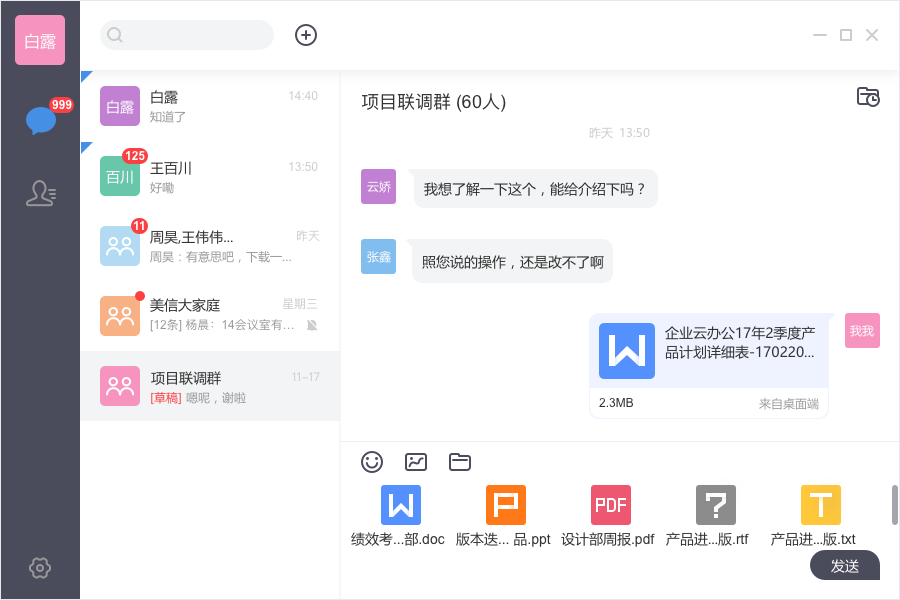 白露
999
白露
白露
14:40
知道了
125
百川
王百川
13:50
好嘞
11
周昊,王伟伟...
昨天
周昊：有意思吧，下载一...
美信大家庭
星期三
[12条] 杨晨：14会议室有...
项目联调群
11-17
[草稿] 嗯呢，谢啦
项目联调群 (60人)
昨天 13:50
云娇
我想了解一下这个，能给介绍下吗？
张鑫
照您说的操作，还是改不了啊
企业云办公17年2季度产
品计划详细表-170220...
我我
2.3MB
来自桌面端
PDF
?
T
绩效考...部.doc
版本迭... 品.ppt
设计部周报.pdf
产品进...版.rtf
产品进...版.txt
发送